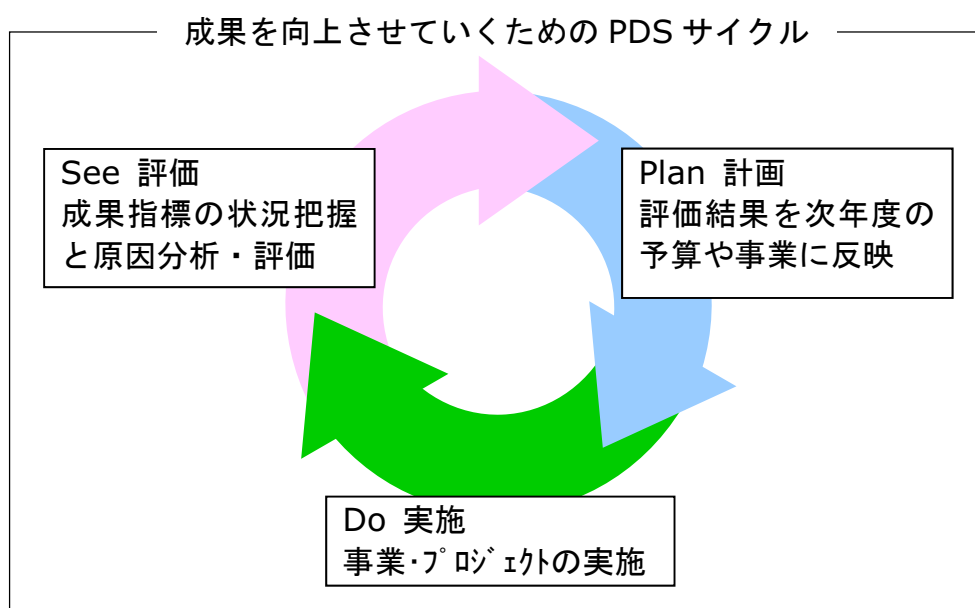 成果を向上させていくための PDS サイクル
See 評価
成果指標の状況把握
と原因分析・評価
Plan 計画
評価結果を次年度の
予算や事業に反映
Do 実施
事業･ﾌﾟﾛｼﾞｪｸﾄの実施